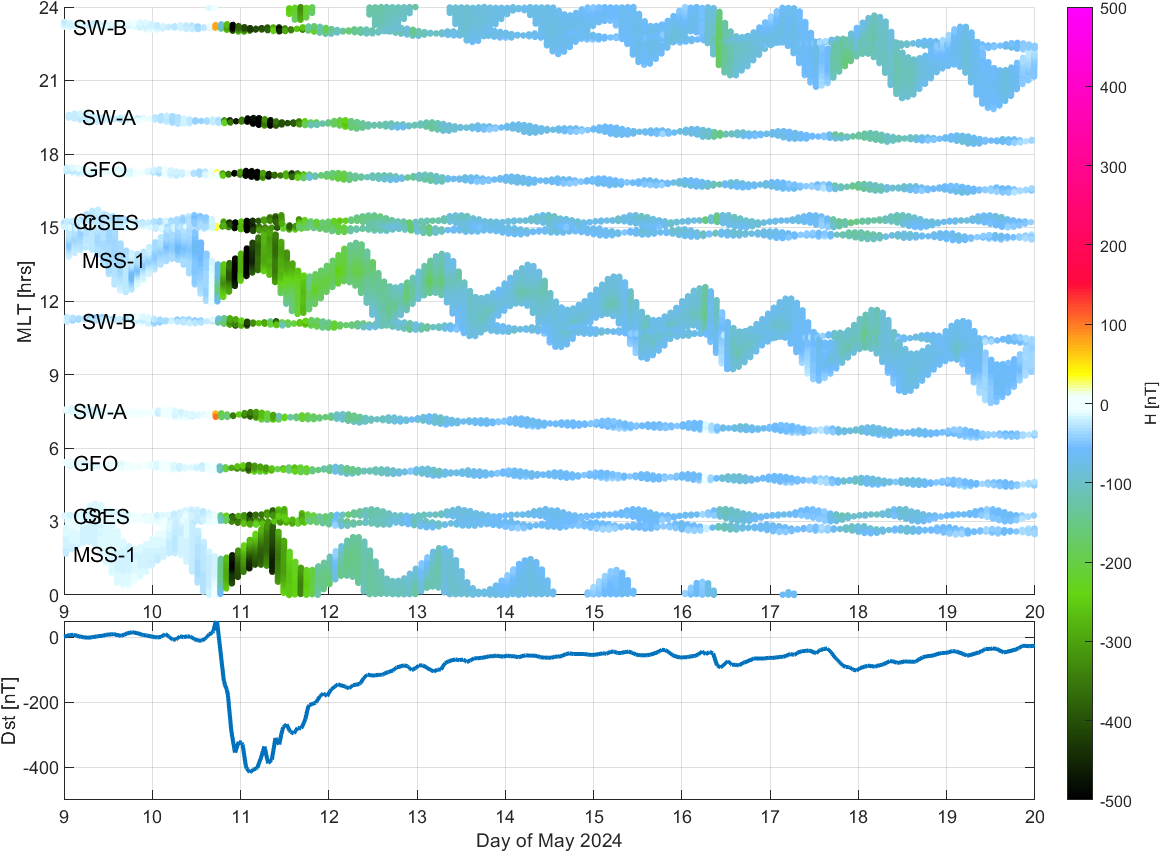 24
SW-B
21
SW-A
18
GFO
CSES
15
MSS-1
12
SW-B
9
SW-A
6
GFO
CSES
3
MSS-1
0
MLT [hrs]
9 10 11 12 13 14 15 16 17 18 19 20
500
400
300
200
100
0
-100
-200
-300
-400
-500
H [nT]
0
-200
-400
Dst [nT]
9 10 11 12 13 14 15 16 17 18 19 20
Day of May 2024